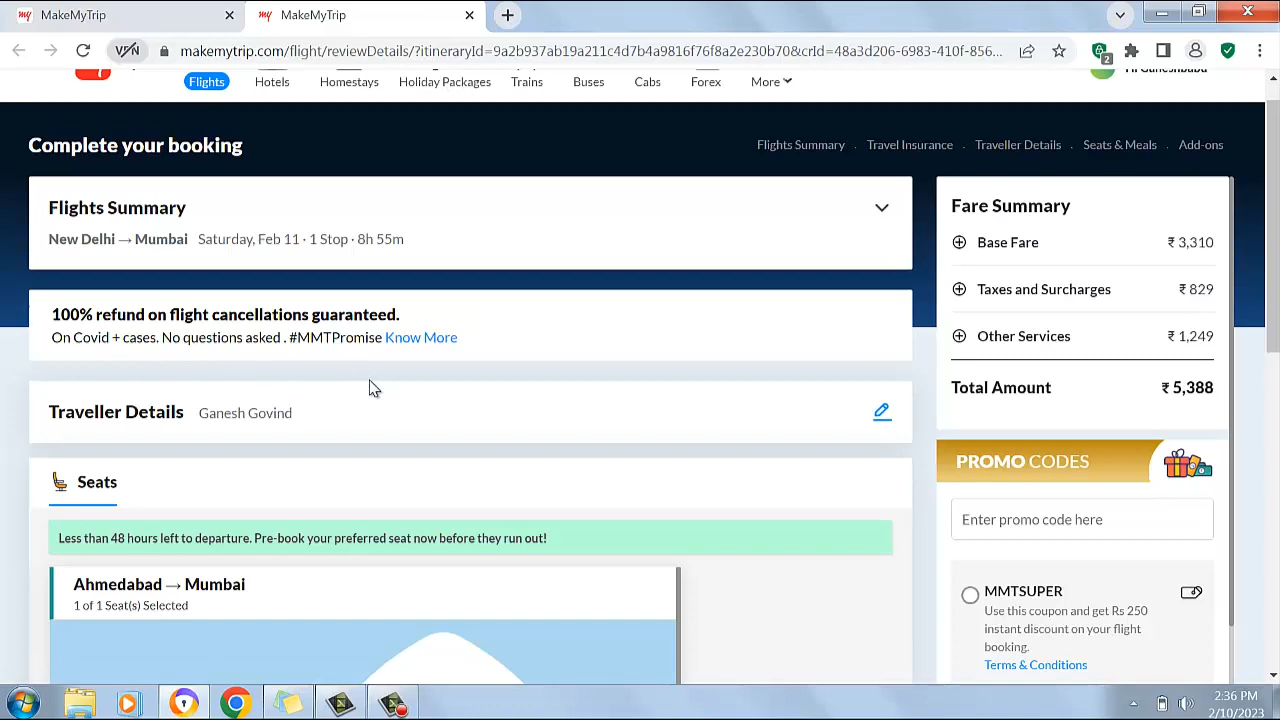 MakeMyTrip
MakeMyTrip
VPN
makemytrip.com/flight/reviewDetails/?itineraryId=9a2b937ab19a211c4d7b4a9816f76f8a2e230b70&crId=48a3d206-6983-410f-856...
2
Flights Hotels Homestays Holiday Packages Trains Buses Cabs Forex More
Complete your booking
Flights Summary . Travel Insurance . Traveller Details . Seats & Meals . Add-ons
Flights Summary
New Delhi → Mumbai Saturday, Feb 11 · 1 Stop · 8h 55m
100% refund on flight cancellations guaranteed.
On Covid + cases. No questions asked . #MMTPromise Know More
Traveller Details Ganesh Govind
Seats
Less than 48 hours left to departure. Pre-book your preferred seat now before they run out!
Ahmedabad → Mumbai
1 of 1 Seat(s) Selected
Fare Summary
Base Fare ₹ 3,310
Taxes and Surcharges ₹ 829
Other Services ₹ 1,249
Total Amount ₹ 5,388
PROMO CODES
Enter promo code here
MMTSUPER
Use this coupon and get Rs 250
instant discount on your flight
booking.
Terms & Conditions
2:36 PM
2/10/2023